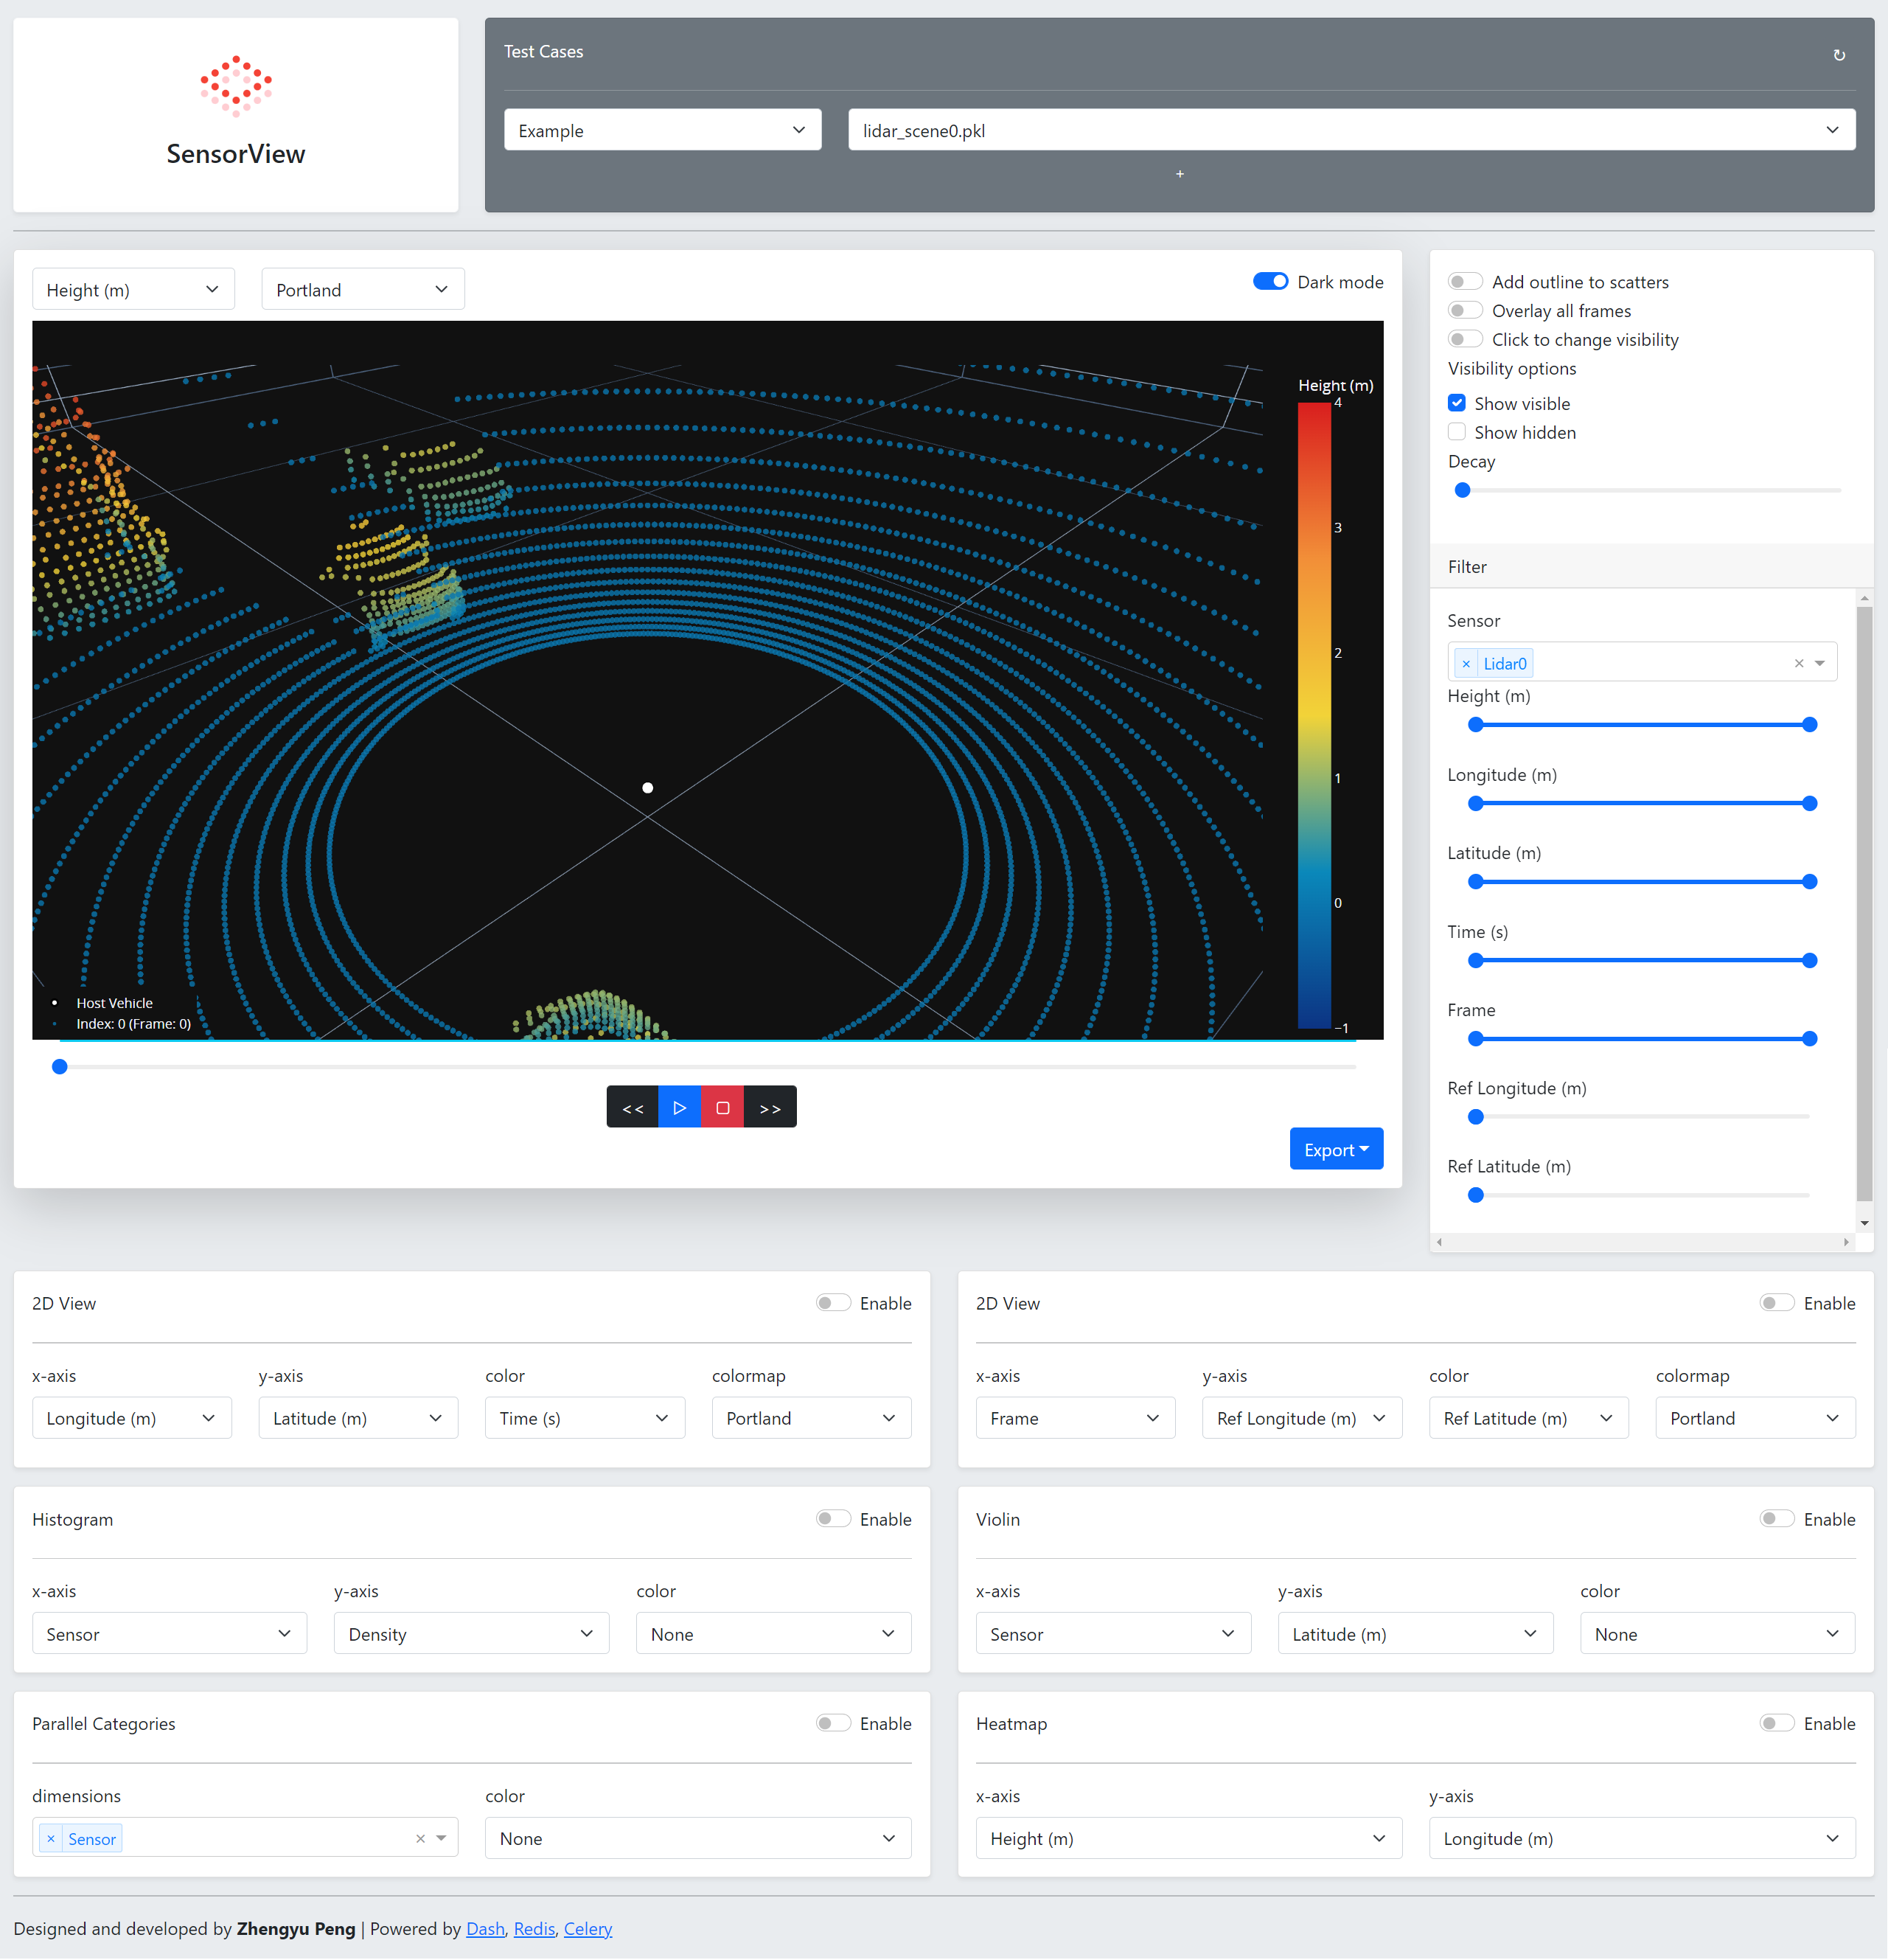 SensorView
Test Cases
↻
Example
lidar_scene0.pkl
+
Height (m)
Portland
Dark mode
Height (m)
4
3
2
1
0
−1
Host Vehicle
Index: 0 (Frame: 0)
<<
>>
Export
Add outline to scatters
Overlay all frames
Click to change visibility
Visibility options
Show visible
Show hidden
Decay
Filter
Sensor
× Lidar0 ×
Height (m)
Longitude (m)
Latitude (m)
Time (s)
Frame
Ref Longitude (m)
Ref Latitude (m)
2D View Enable
x-axis y-axis color colormap
Longitude (m) Latitude (m) Time (s) Portland
2D View Enable
x-axis y-axis color colormap
Frame Ref Longitude (m) Ref Latitude (m) Portland
Histogram Enable
x-axis y-axis color
Sensor Density None
Violin Enable
x-axis y-axis color
Sensor Latitude (m) None
Parallel Categories Enable
dimensions color
× Sensor × None
Heatmap Enable
x-axis y-axis
Height (m) Longitude (m)
Designed and developed by Zhengyu Peng | Powered by Dash, Redis, Celery